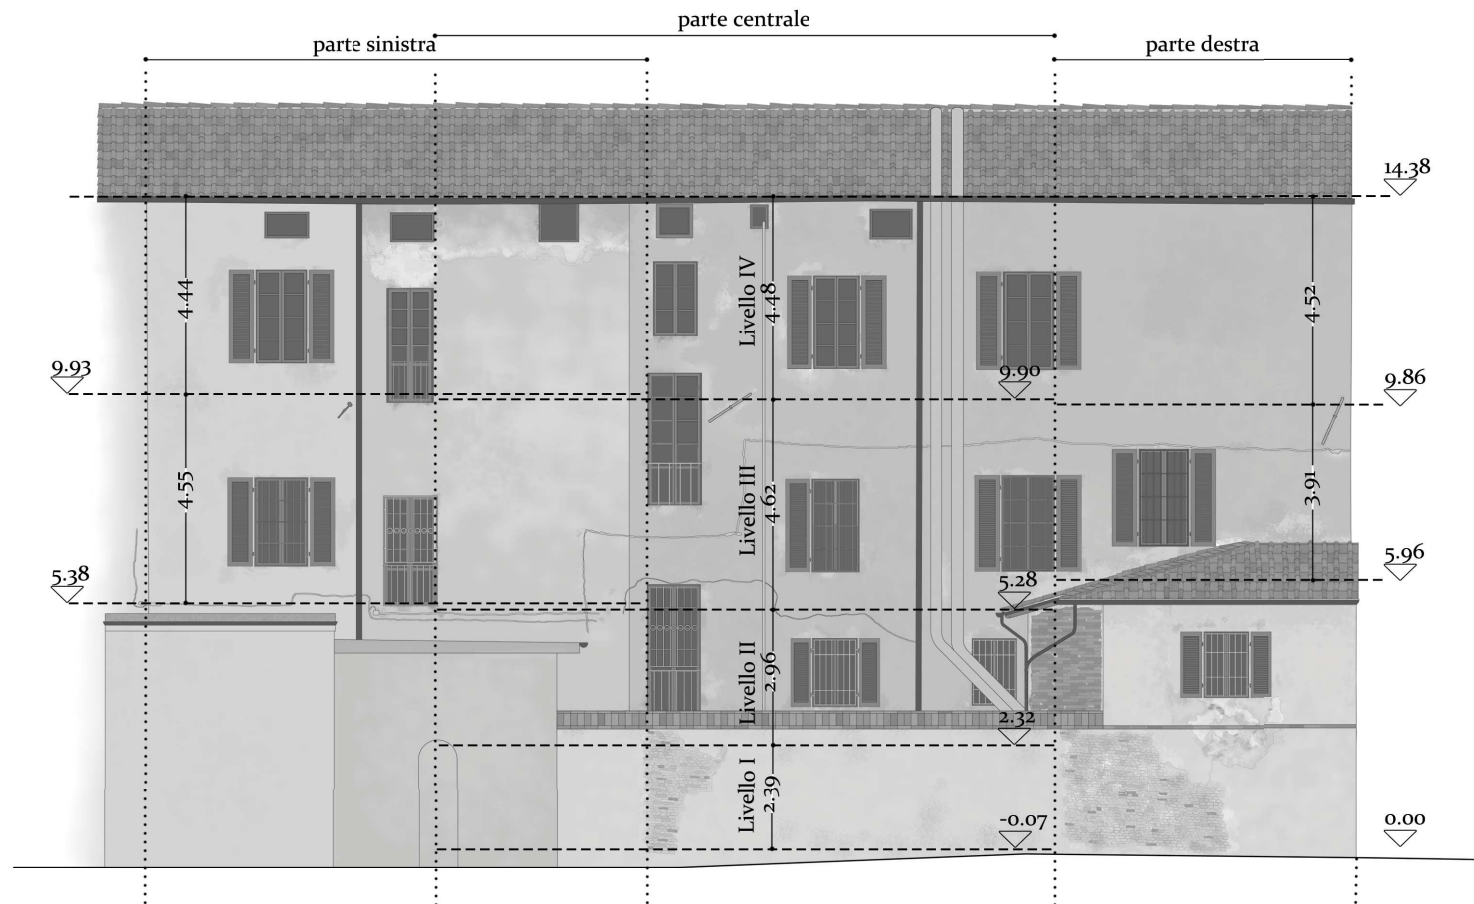 parte centrale
parte sinistra
parte destra
14.38
4.44
Livello IV
4.48
4.52
9.93
9.90
9.86
4.55
Livello III
4.62
3.91
5.38
5.28
5.96
Livello II
2.96
2.32
Livello I
2.39
-0.07
0.00